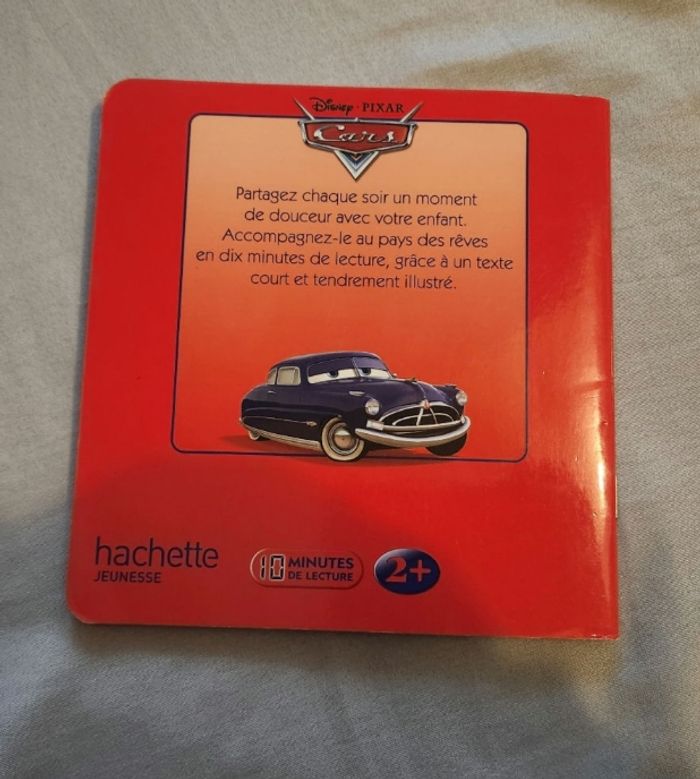 Disney · PIXAR
Cars
Partagez chaque soir un moment
de douceur avec votre enfant.
Accompagnez-le au pays des rêves
en dix minutes de lecture, grâce à un texte
court et tendrement illustré.
hachette
JEUNESSE
10 MINUTES
DE LECTURE
2+